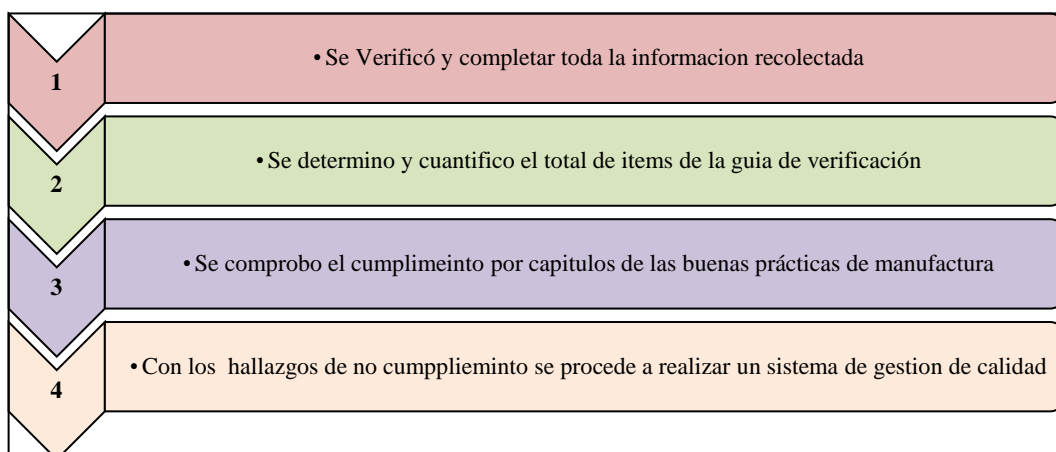 1
• Se Verificó y completar toda la informacion recolectada
2
• Se determino y cuantifico el total de items de la guia de verificación
3
• Se comprobo el cumplimeinto por capitulos de las buenas prácticas de manufactura
4
• Con los hallazgos de no cumpplieminto se procede a realizar un sistema de gestion de calidad